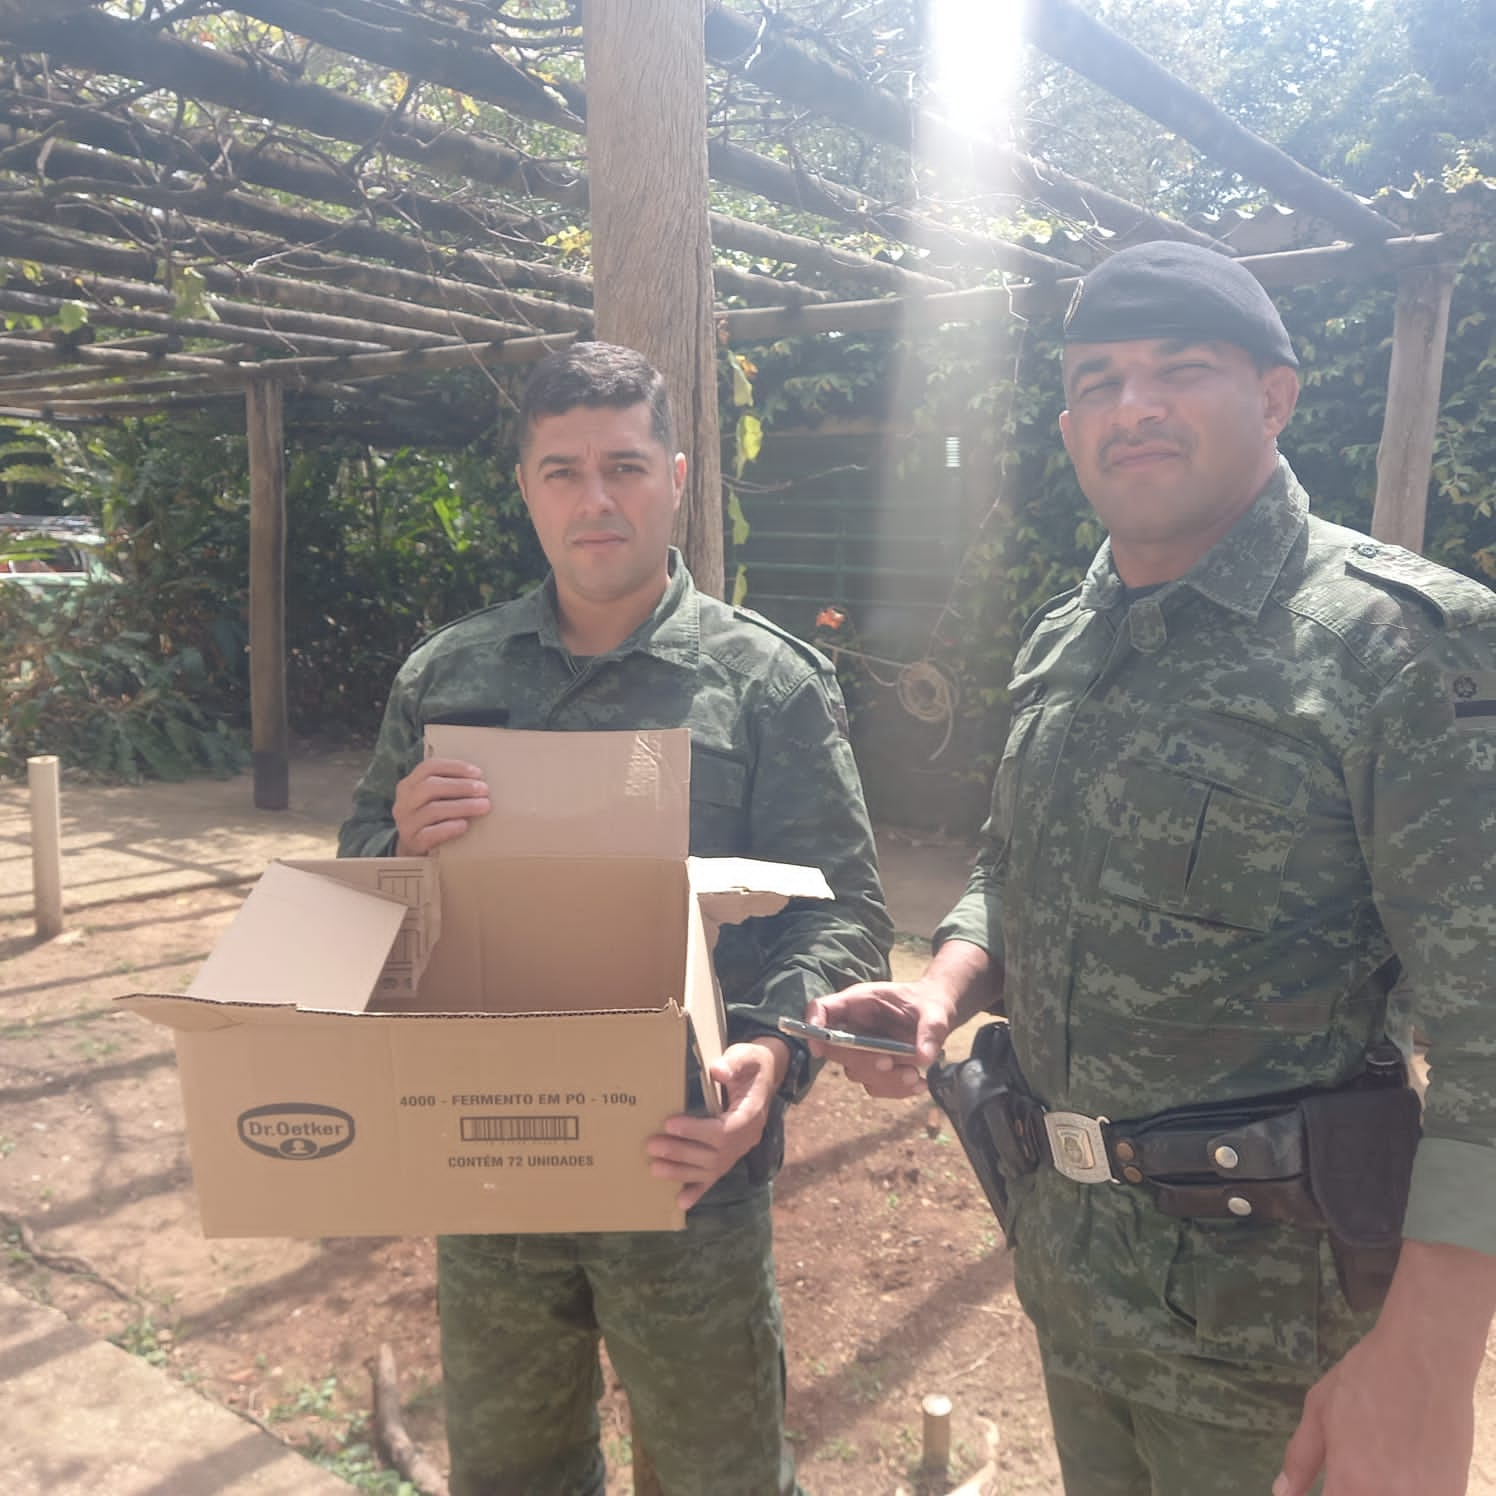 4000 - FERMENTO EM PÓ - 100g
Dr.Oetker
CONTÉM 72 UNIDADES